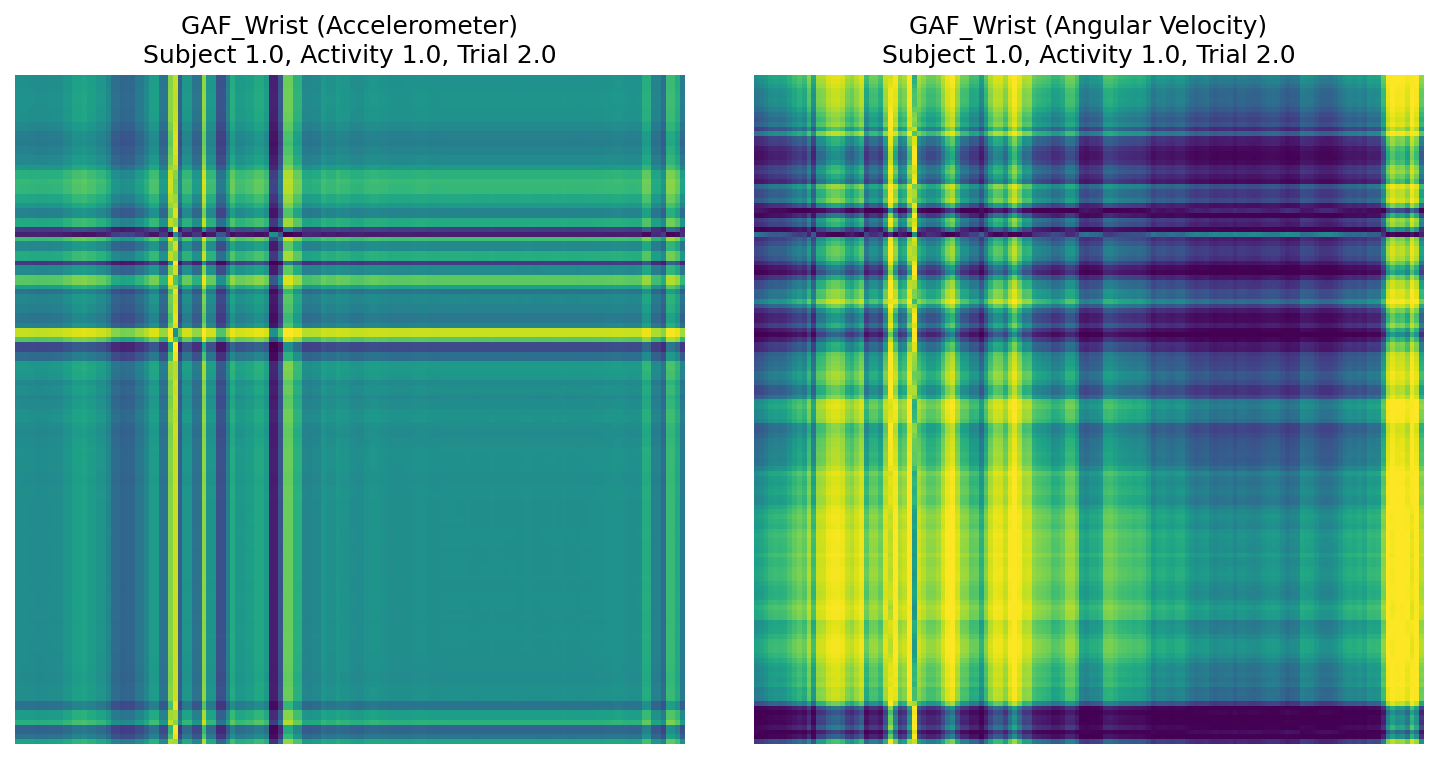 GAF_Wrist (Accelerometer)
Subject 1.0, Activity 1.0, Trial 2.0
GAF_Wrist (Angular Velocity)
Subject 1.0, Activity 1.0, Trial 2.0